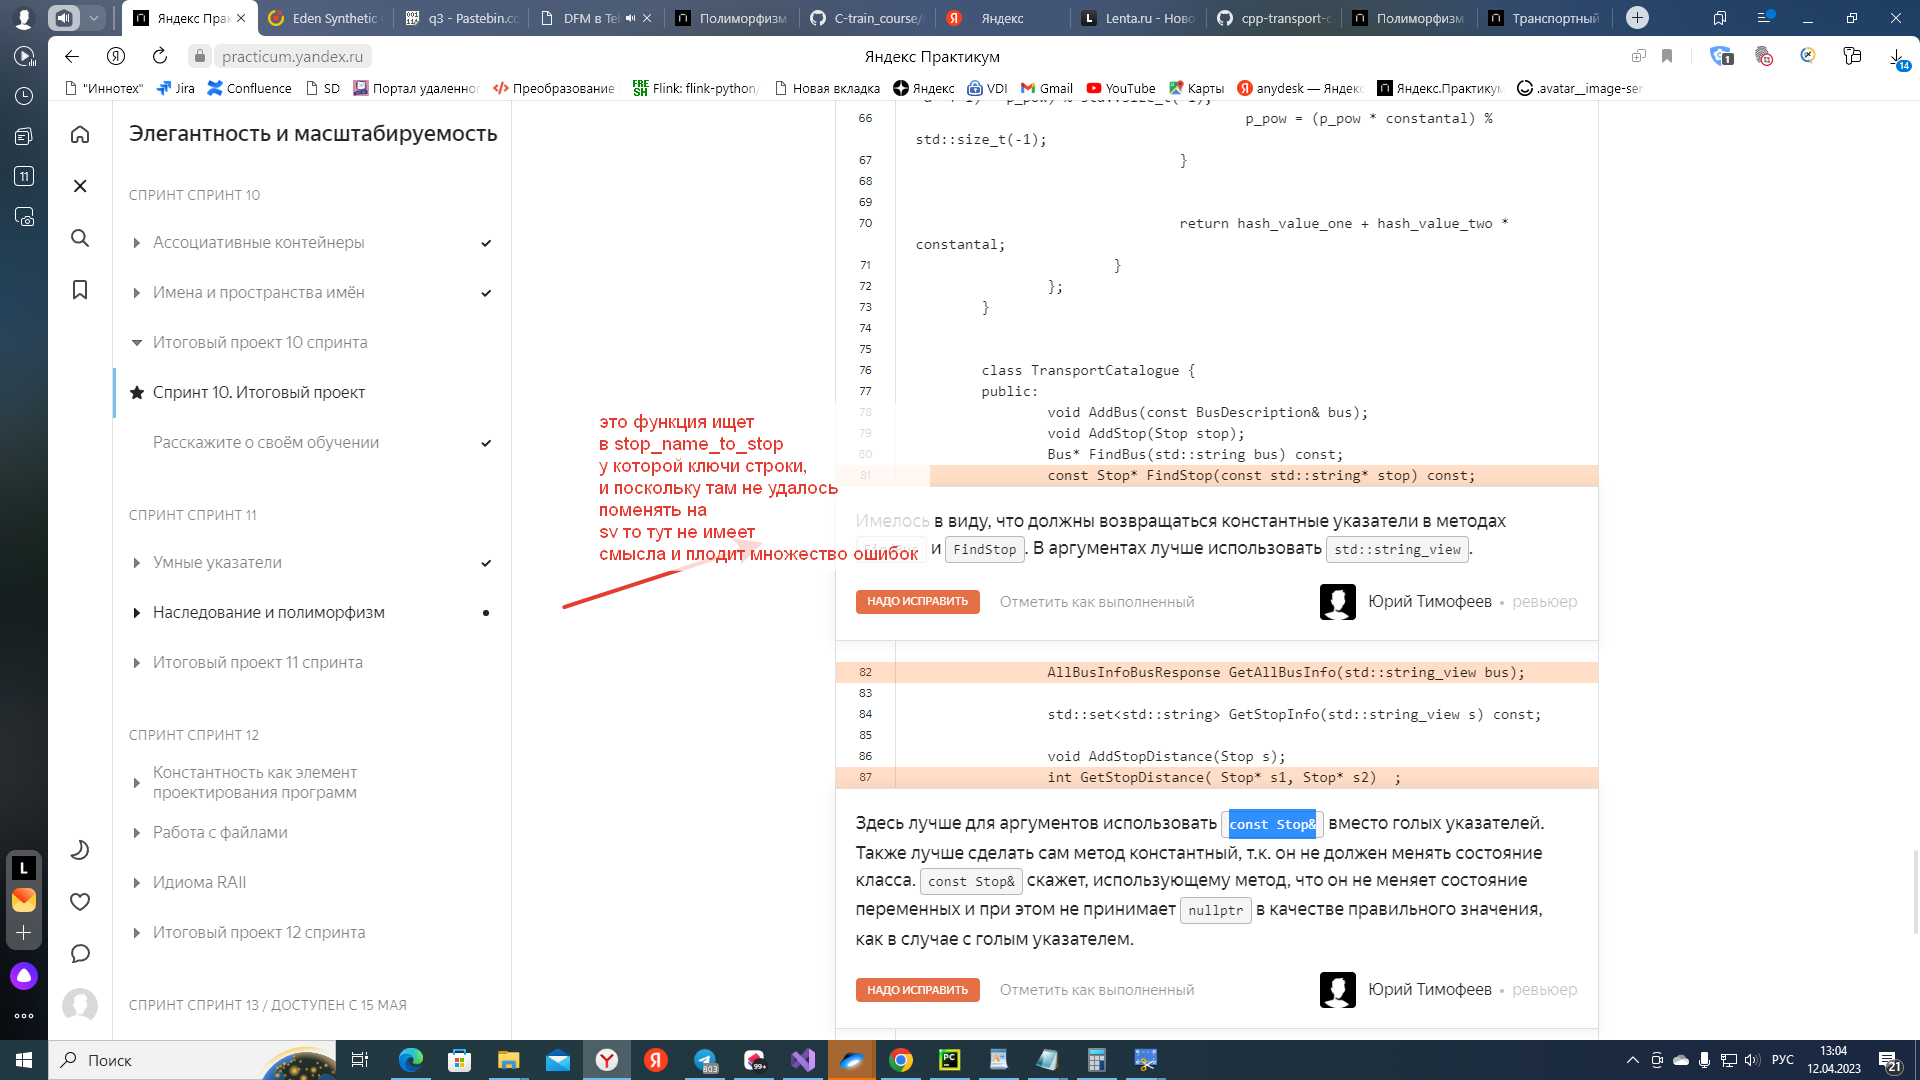 Яндекс Пра
Eden Synthetic
q3 - Pastebin.co
DFM в Tel
Полиморфизм
C-train_course/
Яндекс
Lenta.ru - Ново
cpp-transport-c
Полиморфизм
Транспортный
practicum.yandex.ru
Яндекс Практикум
1
14
"Иннотех"
Jira
Confluence
SD
Портал удаленног
Преобразование
Flink: flink-python/
Новая вкладка
Яндекс
VDI
Gmail
YouTube
Карты
anydesk — Яндекс
Яндекс.Практикум
.avatar__image-ser
11
Элегантность и масштабируемость
СПРИНТ СПРИНТ 10
Ассоциативные контейнеры
Имена и пространства имён
Итоговый проект 10 спринта
Спринт 10. Итоговый проект
Расскажите о своём обучении
СПРИНТ СПРИНТ 11
Умные указатели
Наследование и полиморфизм
Итоговый проект 11 спринта
СПРИНТ СПРИНТ 12
Константность как элемент
проектирования программ
Работа с файлами
Идиома RAII
Итоговый проект 12 спринта
СПРИНТ СПРИНТ 13 / ДОСТУПЕН С 15 МАЯ
это функция ищет
в stop_name_to_stop
у которой ключи строки,
и поскольку там не удалось
поменять на
sv то тут не имеет
смысла и плодит множество ошибок
66 p_pow = (p_pow * constantal) %
std::size_t(-1);
67 }
68
69
70 return hash_value_one + hash_value_two *
constantal;
71 }
72 };
73 }
74
75
76 class TransportCatalogue {
77 public:
78 void AddBus(const BusDescription& bus);
79 void AddStop(Stop stop);
80 Bus* FindBus(std::string bus) const;
81 const Stop* FindStop(const std::string* stop) const;
Имелось в виду, что должны возвращаться константные указатели в методах
и FindStop . В аргументах лучше использовать std::string_view .
НАДО ИСПРАВИТЬ Отметить как выполненный Юрий Тимофеев • ревьюер
82 AllBusInfoBusResponse GetAllBusInfo(std::string_view bus);
83
84 std::set<std::string> GetStopInfo(std::string_view s) const;
85
86 void AddStopDistance(Stop s);
87 int GetStopDistance( Stop* s1, Stop* s2) ;
Здесь лучше для аргументов использовать const Stop& вместо голых указателей.
Также лучше сделать сам метод константный, т.к. он не должен менять состояние
класса. const Stop& скажет, использующему метод, что он не меняет состояние
переменных и при этом не принимает nullptr в качестве правильного значения,
как в случае с голым указателем.
НАДО ИСПРАВИТЬ Отметить как выполненный Юрий Тимофеев • ревьюер
L
Поиск
803
99+
РУС
13:04
12.04.2023
21